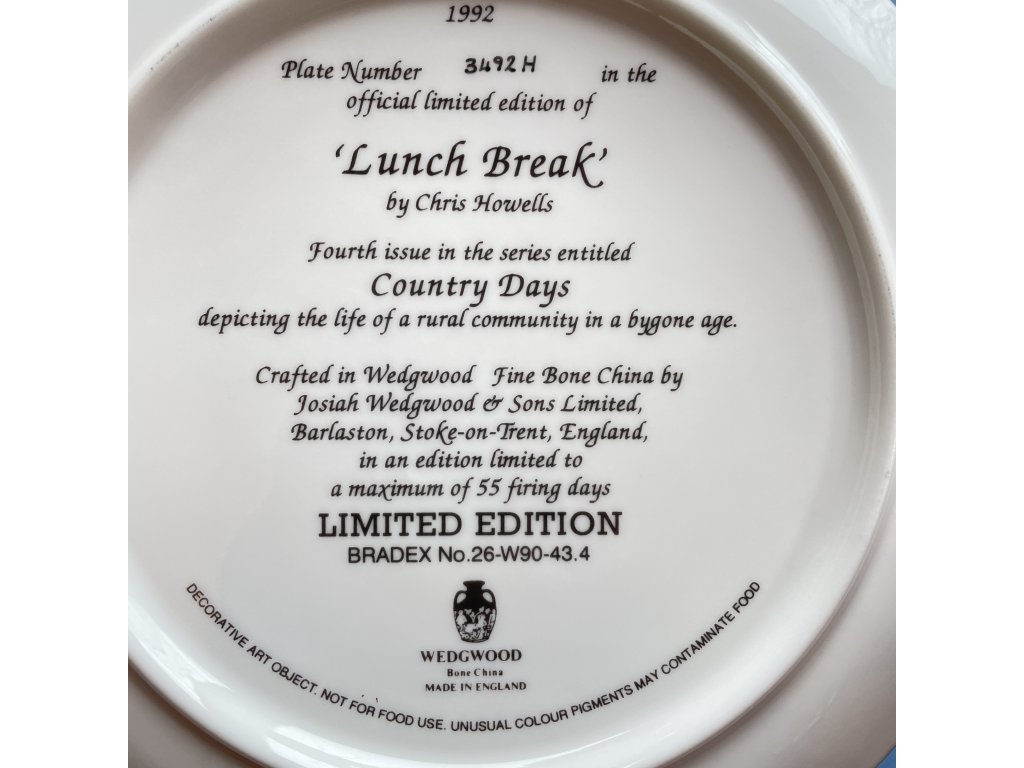 1992
Plate Number 3492H in the
official limited edition of
'Lunch Break'
by Chris Howells
Fourth issue in the series entitled
Country Days
depicting the life of a rural community in a bygone age.
Crafted in Wedgwood Fine Bone China by
Josiah Wedgwood & Sons Limited,
Barlaston, Stoke-on-Trent, England,
in an edition limited to
a maximum of 55 firing days
LIMITED EDITION
BRADEX No.26-W90-43.4
WEDGWOOD
Bone China
MADE IN ENGLAND
DECORATIVE ART OBJECT. NOT FOR FOOD USE. UNUSUAL COLOUR PIGMENTS MAY CONTAMINATE FOOD